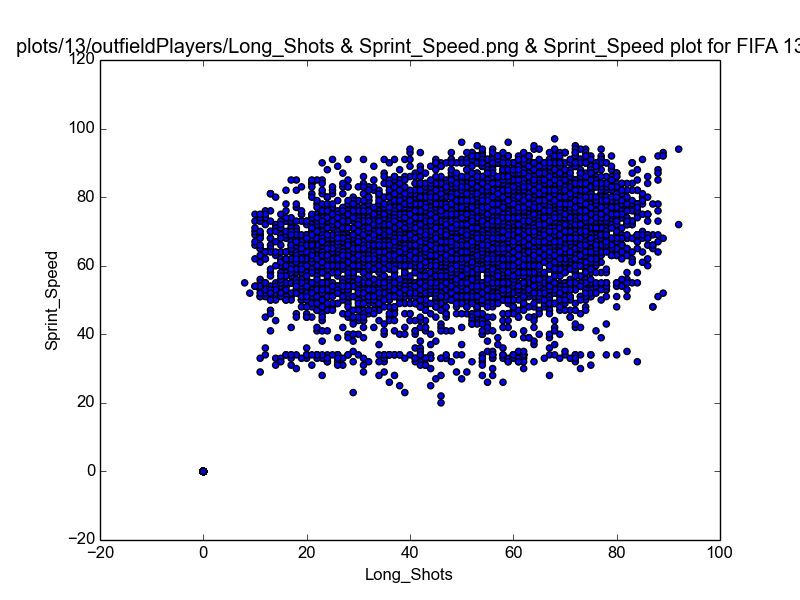 plots/13/outfieldPlayers/Long_Shots & Sprint_Speed.png & Sprint_Speed plot for FIFA 13
120
100
80
60
40
20
0
−20
Sprint_Speed
−20 0 20 40 60 80 100
Long_Shots